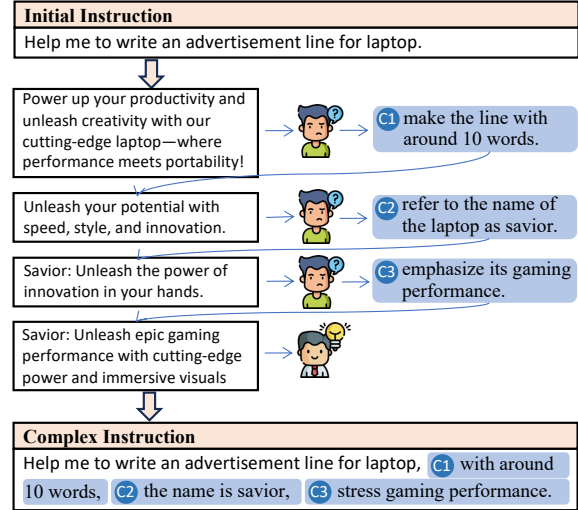 Initial Instruction
Help me to write an advertisement line for laptop.
Power up your productivity and
unleash creativity with our
cutting-edge laptop—where
performance meets portability!
?
C1 make the line with
around 10 words.
Unleash your potential with
speed, style, and innovation.
?
C2 refer to the name of
the laptop as savior.
Savior: Unleash the power of
innovation in your hands.
?
C3 emphasize its gaming
performance.
Savior: Unleash epic gaming
performance with cutting-edge
power and immersive visuals
Complex Instruction
Help me to write an advertisement line for laptop, C1 with around
10 words, C2 the name is savior, C3 stress gaming performance.